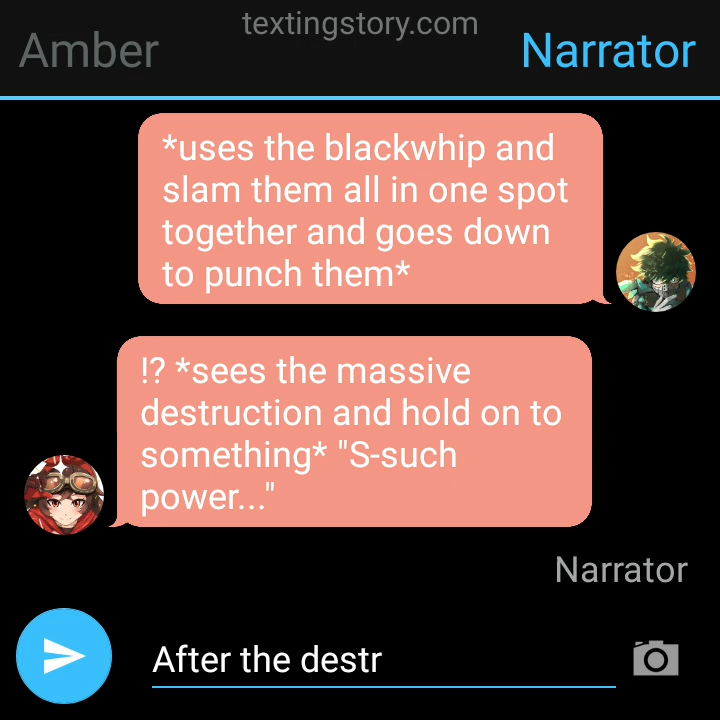 textingstory.com
Amber
Narrator
*uses the blackwhip and
slam them all in one spot
together and goes down
to punch them*
!? *sees the massive
destruction and hold on to
something* "S-such
power..."
Narrator
After the destr